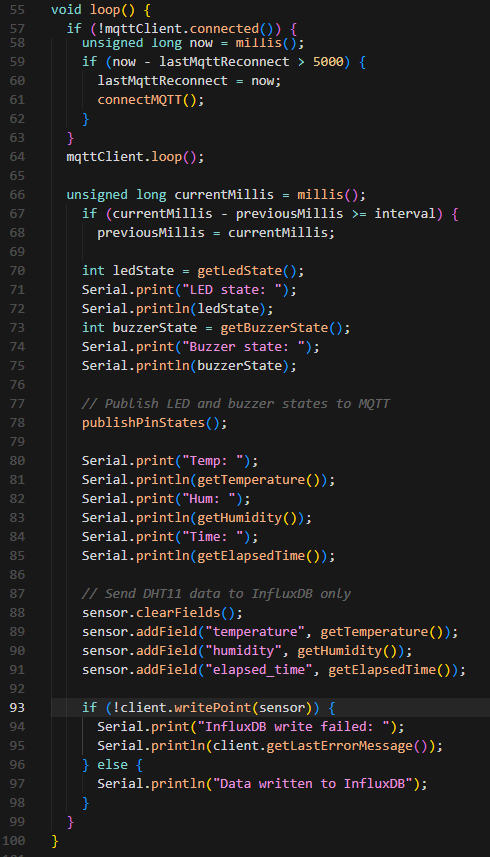 55 void loop() {
57   if (!mqttClient.connected()) {
58     unsigned long now = millis();
59     if (now - lastMqttReconnect > 5000) {
60       lastMqttReconnect = now;
61       connectMQTT();
62     }
63   }
64   mqttClient.loop();
65
66   unsigned long currentMillis = millis();
67     if (currentMillis - previousMillis >= interval) {
68       previousMillis = currentMillis;
69
70     int ledState = getLedState();
71     Serial.print("LED state: ");
72     Serial.println(ledState);
73     int buzzerState = getBuzzerState();
74     Serial.print("Buzzer state: ");
75     Serial.println(buzzerState);
76
77     // Publish LED and buzzer states to MQTT
78     publishPinStates();
79
80     Serial.print("Temp: ");
81     Serial.println(getTemperature());
82     Serial.print("Hum: ");
83     Serial.println(getHumidity());
84     Serial.print("Time: ");
85     Serial.println(getElapsedTime());
86
87     // Send DHT11 data to InfluxDB only
88     sensor.clearFields();
89     sensor.addField("temperature", getTemperature());
90     sensor.addField("humidity", getHumidity());
91     sensor.addField("elapsed_time", getElapsedTime());
92
93     if (!client.writePoint(sensor)) {
94       Serial.print("InfluxDB write failed: ");
95       Serial.println(client.getLastErrorMessage());
96     } else {
97       Serial.println("Data written to InfluxDB");
98     }
99   }
100 }